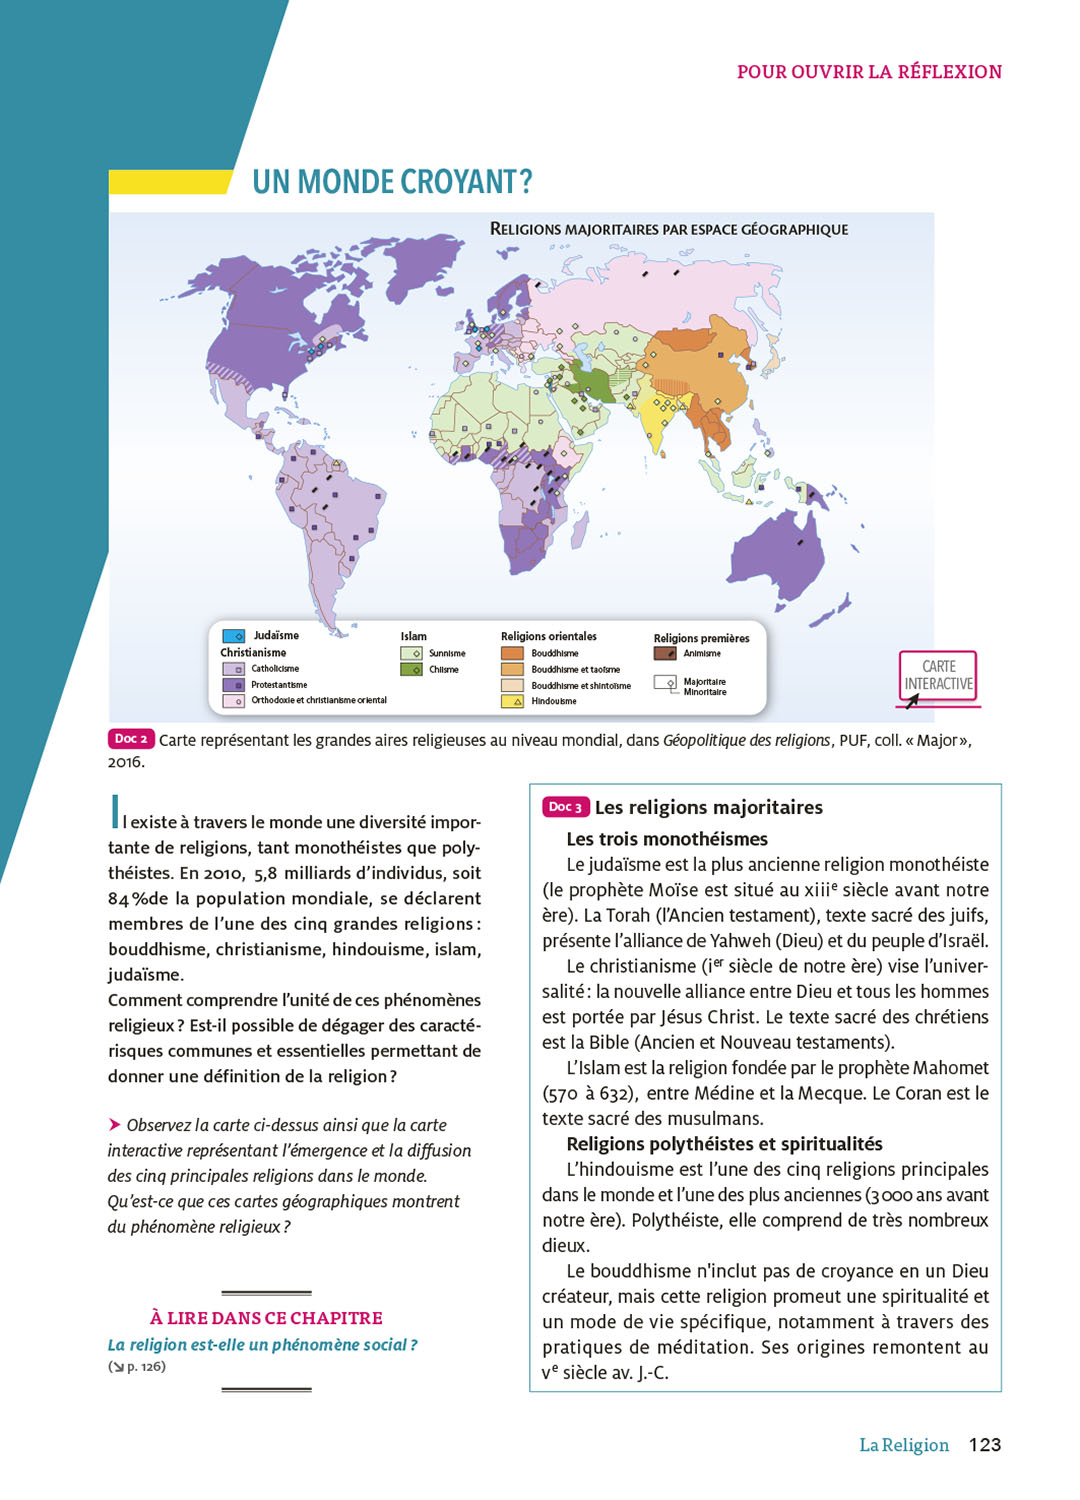 POUR OUVRIR LA RÉFLEXION
UN MONDE CROYANT?
RELIGIONS MAJORITAIRES PAR ESPACE GÉOGRAPHIQUE
Judaïsme
Christianisme
Catholicisme
Protestantisme
Orthodoxie et christianisme oriental
Islam
Sunnisme
Chiisme
Religions orientales
Bouddhisme
Bouddhisme et taoïsme
Bouddhisme et shintoïsme
Hindouisme
Religions premières
Animisme
Majoritaire
Minoritaire
CARTE
INTERACTIVE
Doc 2 Carte représentant les grandes aires religieuses au niveau mondial, dans Géopolitique des religions, PUF, coll. « Major »,
2016.
Il existe à travers le monde une diversité impor-
tante de religions, tant monothéistes que poly-
théistes. En 2010, 5,8 milliards d'individus, soit
84 %de la population mondiale, se déclarent
membres de l'une des cinq grandes religions :
bouddhisme, christianisme, hindouisme, islam,
judaïsme.
Comment comprendre l'unité de ces phénomènes
religieux ? Est-il possible de dégager des caracté-
risques communes et essentielles permettant de
donner une définition de la religion ?
➤ Observez la carte ci-dessus ainsi que la carte
interactive représentant l'émergence et la diffusion
des cinq principales religions dans le monde.
Qu'est-ce que ces cartes géographiques montrent
du phénomène religieux ?
À LIRE DANS CE CHAPITRE
La religion est-elle un phénomène social ?
(↘ p. 126)
Doc 3 Les religions majoritaires
Les trois monothéismes
Le judaïsme est la plus ancienne religion monothéiste
(le prophète Moïse est situé au xiiie siècle avant notre
ère). La Torah (l'Ancien testament), texte sacré des juifs,
présente l'alliance de Yahweh (Dieu) et du peuple d'Israël.
Le christianisme (ier siècle de notre ère) vise l'univer-
salité : la nouvelle alliance entre Dieu et tous les hommes
est portée par Jésus Christ. Le texte sacré des chrétiens
est la Bible (Ancien et Nouveau testaments).
L'Islam est la religion fondée par le prophète Mahomet
(570 à 632), entre Médine et la Mecque. Le Coran est le
texte sacré des musulmans.
Religions polythéistes et spiritualités
L'hindouisme est l'une des cinq religions principales
dans le monde et l'une des plus anciennes (3 000 ans avant
notre ère). Polythéiste, elle comprend de très nombreux
dieux.
Le bouddhisme n'inclut pas de croyance en un Dieu
créateur, mais cette religion promeut une spiritualité et
un mode de vie spécifique, notamment à travers des
pratiques de méditation. Ses origines remontent au
ve siècle av. J.-C.
La Religion 123